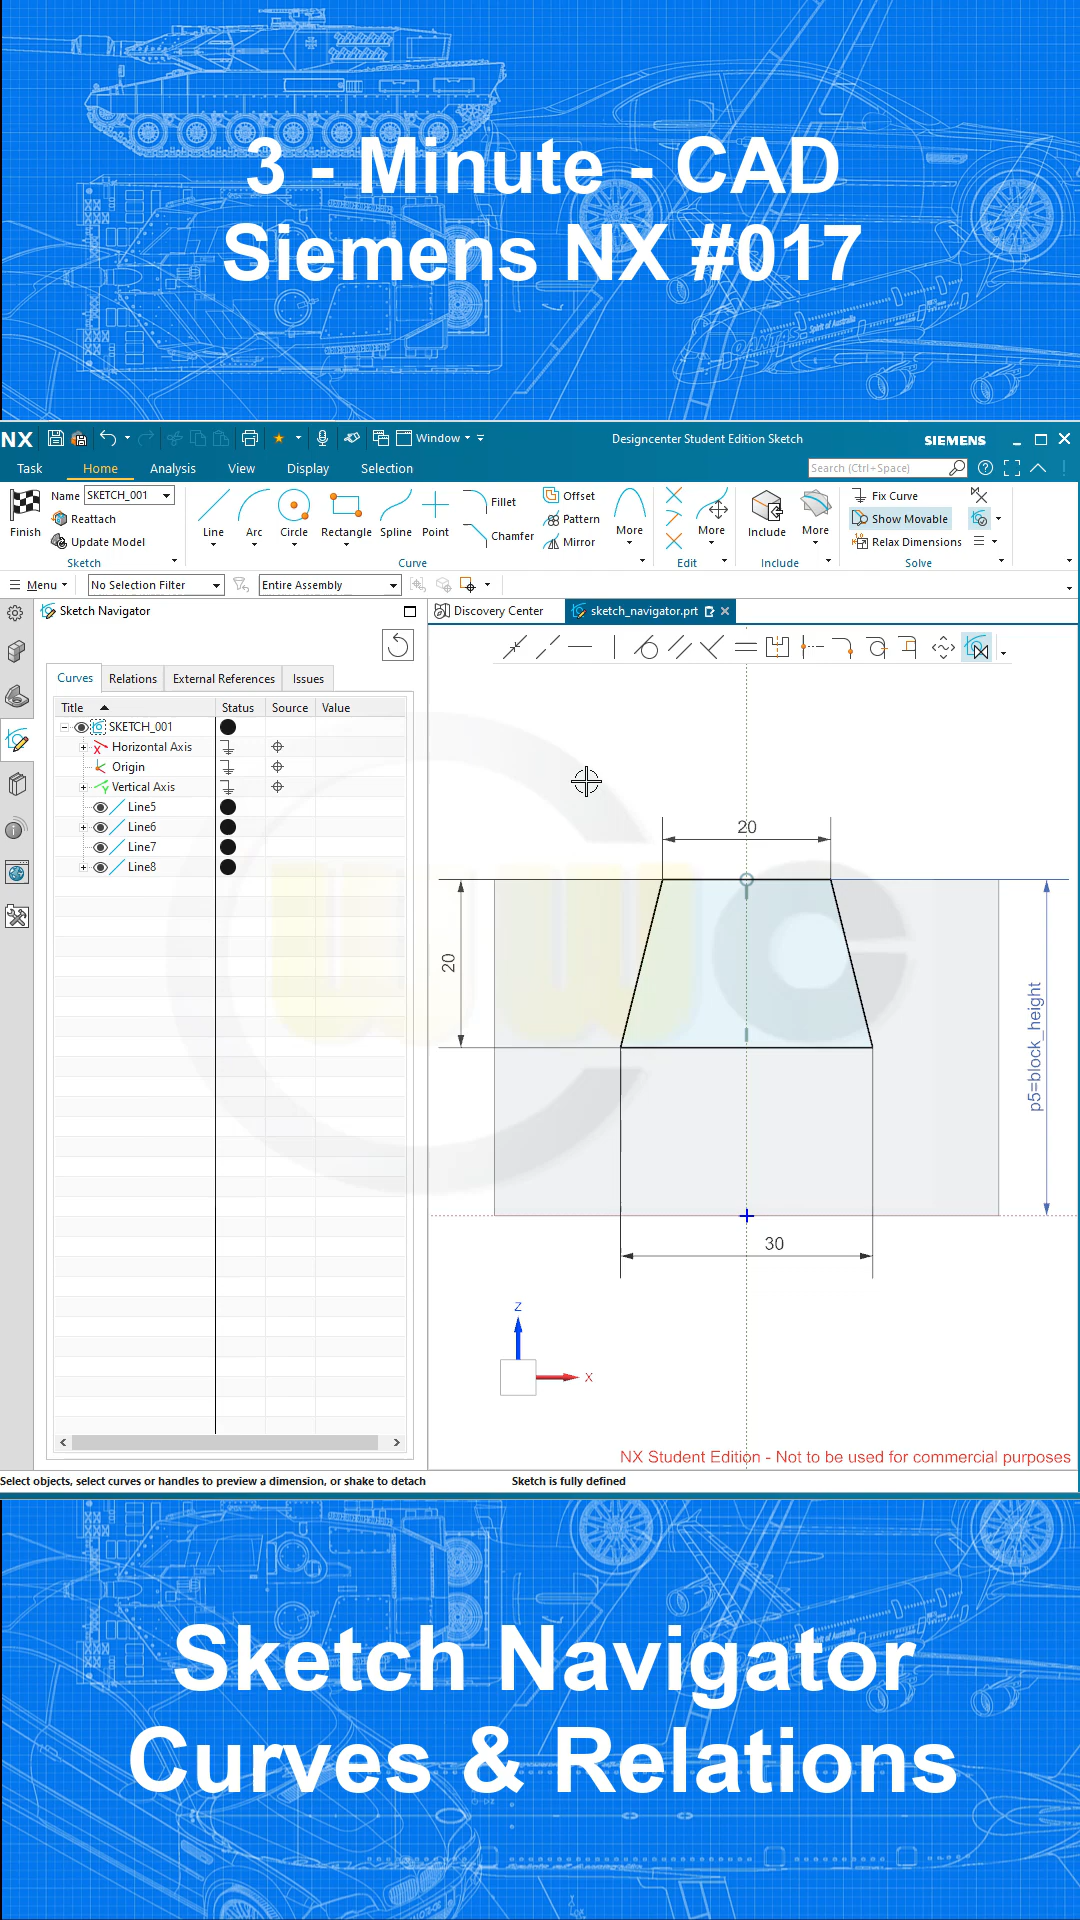 3 - Minute - CAD
Siemens NX #017
NX
Window
Designcenter Student Edition Sketch
SIEMENS
Task
Home
Analysis
View
Display
Selection
Search (Ctrl+Space)
Finish
Name
SKETCH_001
Reattach
Update Model
Sketch
Line
Arc
Circle
Rectangle
Spline
Point
Fillet
Chamfer
Offset
Pattern
Mirror
More
Curve
More
Edit
Include
More
Include
Fix Curve
Show Movable
Relax Dimensions
Solve
Menu
No Selection Filter
Entire Assembly
Sketch Navigator
Discovery Center
sketch_navigator.prt
Curves
Relations
External References
Issues
Title
Status
Source
Value
SKETCH_001
Horizontal Axis
Origin
Vertical Axis
Line5
Line6
Line7
Line8
20
20
p5=block_height
30
Z
X
NX Student Edition - Not to be used for commercial purposes
Select objects, select curves or handles to preview a dimension, or shake to detach
Sketch is fully defined
Sketch Navigator
Curves & Relations